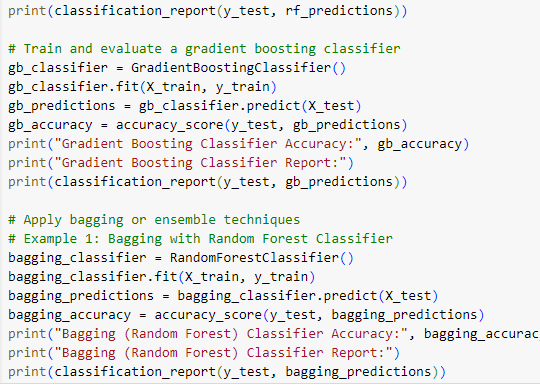 print(classification_report(y_test, rf_predictions))
# Train and evaluate a gradient boosting classifier
gb_classifier = GradientBoostingClassifier()
gb_classifier.fit(X_train, y_train)
gb_predictions = gb_classifier.predict(X_test)
gb_accuracy = accuracy_score(y_test, gb_predictions)
print("Gradient Boosting Classifier Accuracy:", gb_accuracy)
print("Gradient Boosting Classifier Report:")
print(classification_report(y_test, gb_predictions))
# Apply bagging or ensemble techniques
# Example 1: Bagging with Random Forest Classifier
bagging_classifier = RandomForestClassifier()
bagging_classifier.fit(X_train, y_train)
bagging_predictions = bagging_classifier.predict(X_test)
bagging_accuracy = accuracy_score(y_test, bagging_predictions)
print("Bagging (Random Forest) Classifier Accuracy:", bagging_accurac
print("Bagging (Random Forest) Classifier Report:")
print(classification_report(y_test, bagging_predictions))